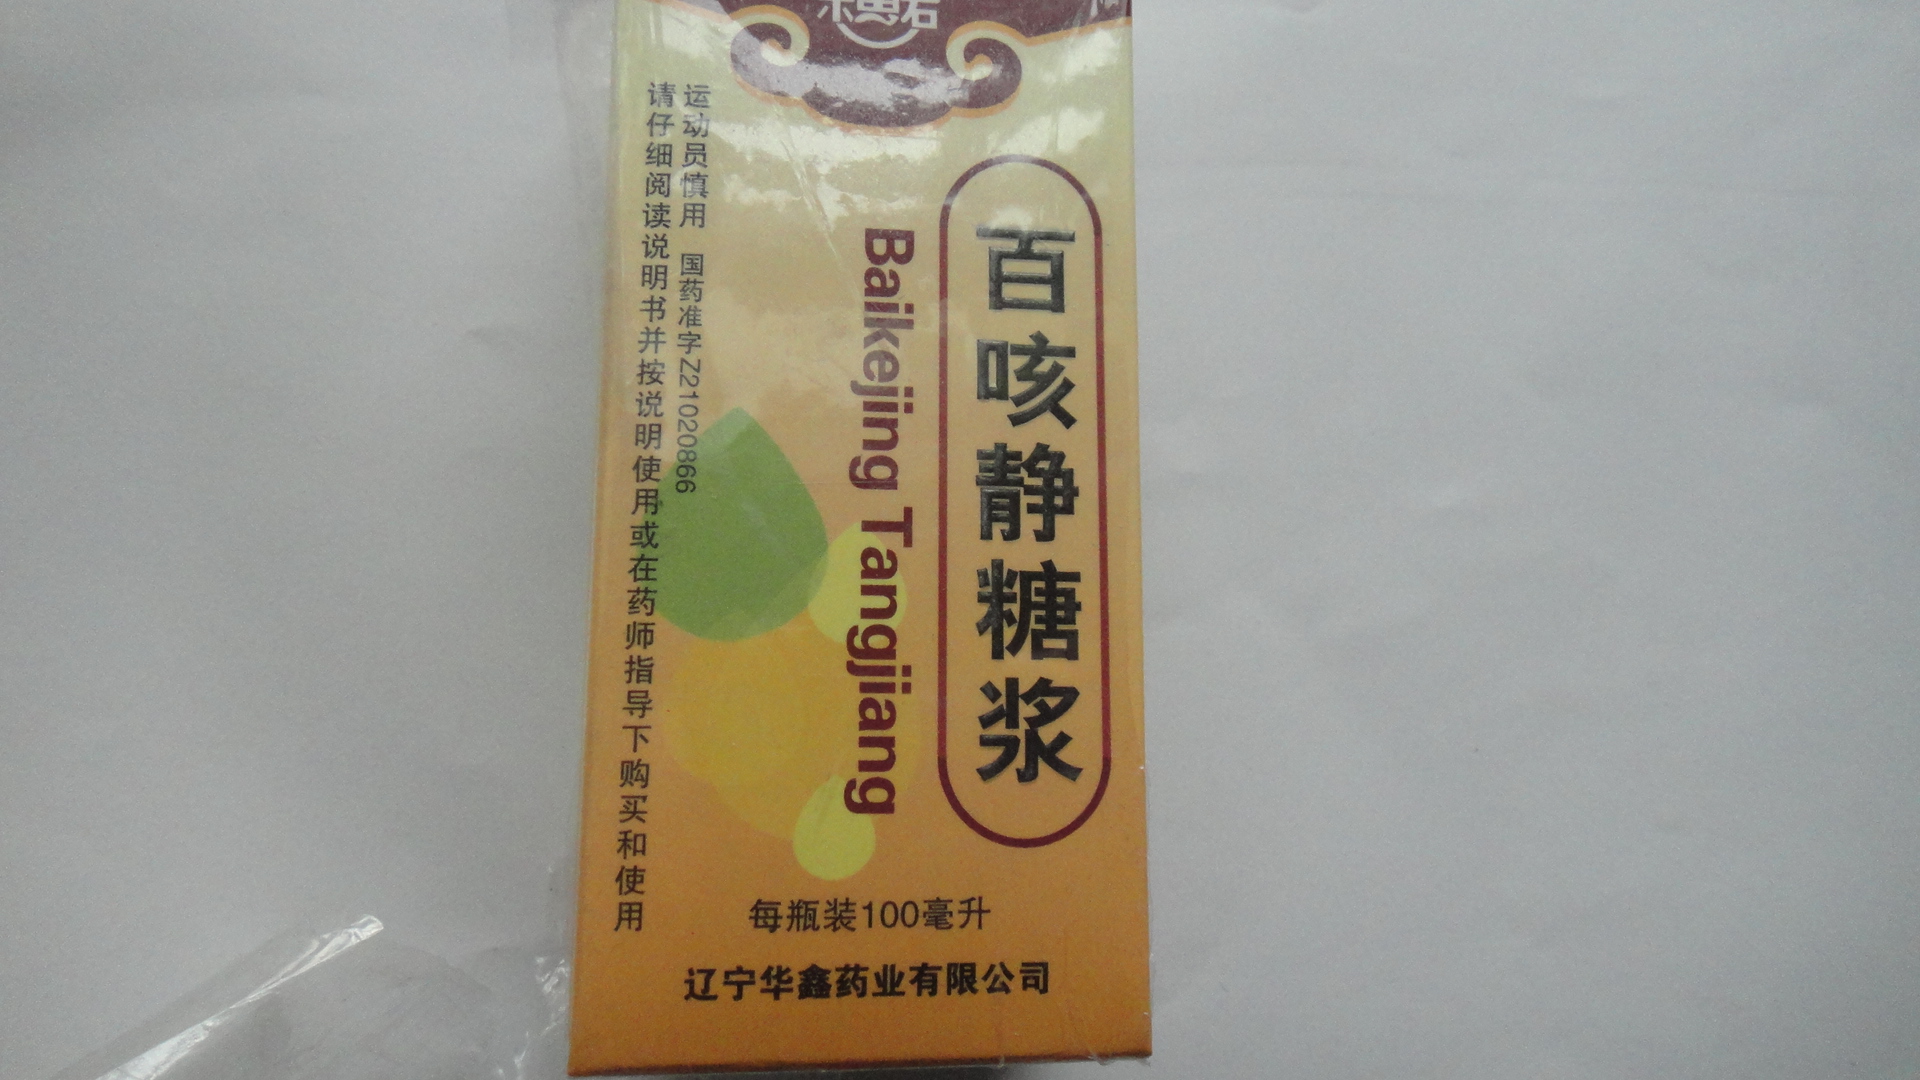 百咳静糖浆
Baikejing Tangjiang
运动员慎用 国药准字Z21020866
请仔细阅读说明书并按说明使用或在药师指导下购买和使用
每瓶装100毫升
辽宁华鑫药业有限公司